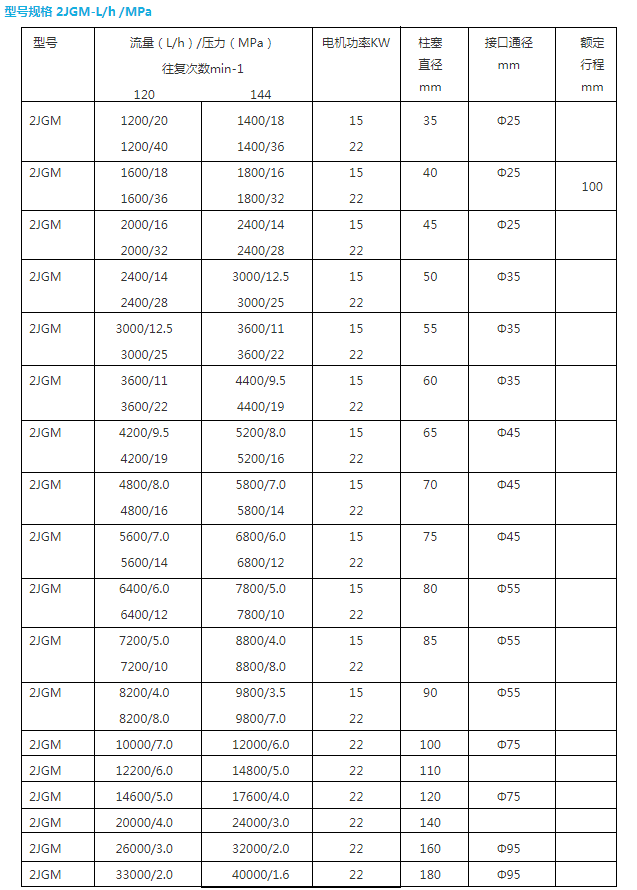 型号规格 2JGM-L/h /MPa
型号 流量（L/h）/压力（MPa） 电机功率KW 柱塞 接口通径 额定
直径 mm 行程
往复次数min-1
mm mm
120 144
2JGM 1200/20 1400/18 15 35 Φ25
1200/40 1400/36 22
2JGM 1600/18 1800/16 15 40 Φ25
100
1600/36 1800/32 22
2JGM 2000/16 2400/14 15 45 Φ25
2000/32 2400/28 22
2JGM 2400/14 3000/12.5 15 50 Φ35
2400/28 3000/25 22
2JGM 3000/12.5 3600/11 15 55 Φ35
3000/25 3600/22 22
2JGM 3600/11 4400/9.5 15 60 Φ35
3600/22 4400/19 22
2JGM 4200/9.5 5200/8.0 15 65 Φ45
4200/19 5200/16 22
2JGM 4800/8.0 5800/7.0 15 70 Φ45
4800/16 5800/14 22
2JGM 5600/7.0 6800/6.0 15 75 Φ45
5600/14 6800/12 22
2JGM 6400/6.0 7800/5.0 15 80 Φ55
6400/12 7800/10 22
2JGM 7200/5.0 8800/4.0 15 85 Φ55
7200/10 8800/8.0 22
2JGM 8200/4.0 9800/3.5 15 90 Φ55
8200/8.0 9800/7.0 22
2JGM 10000/7.0 12000/6.0 22 100 Φ75
2JGM 12200/6.0 14800/5.0 22 110
2JGM 14600/5.0 17600/4.0 22 120 Φ75
2JGM 20000/4.0 24000/3.0 22 140
2JGM 26000/3.0 32000/2.0 22 160 Φ95
2JGM 33000/2.0 40000/1.6 22 180 Φ95